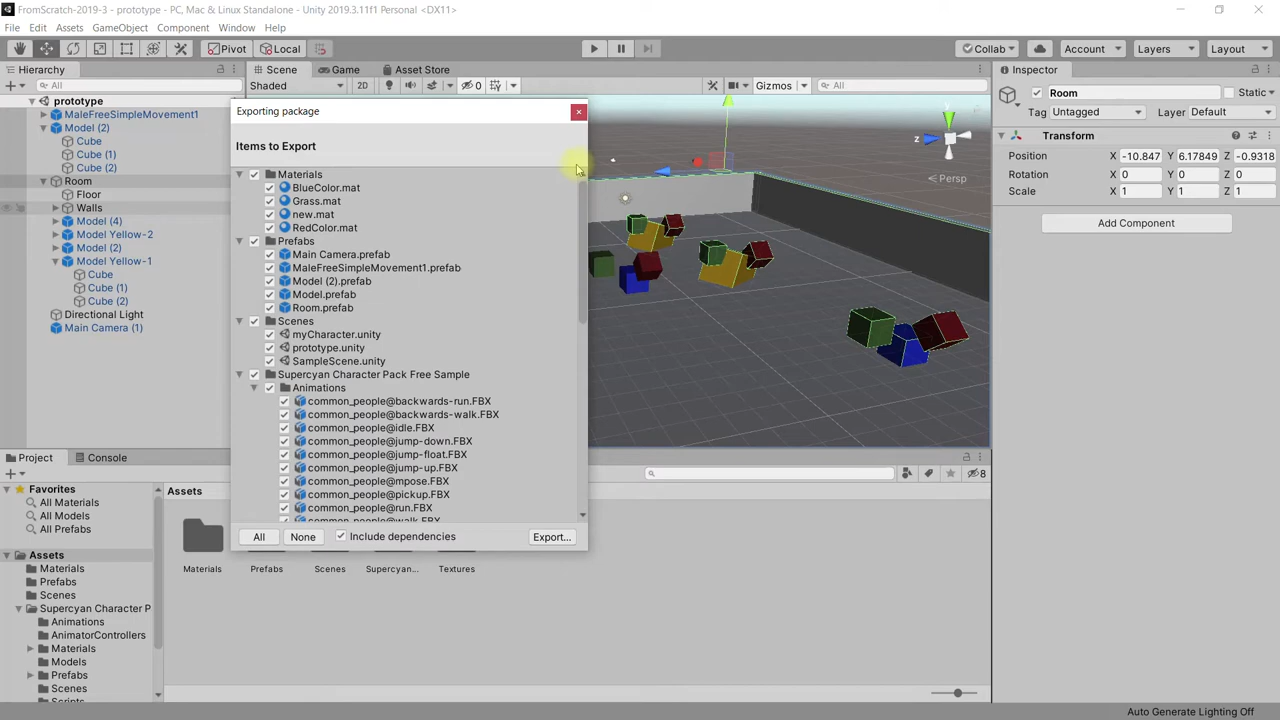 FromScratch-2019-3 - prototype - PC, Mac & Linux Standalone - Unity 2019.3.11f1 Personal <DX11>
File Edit Assets GameObject Component Window Help
Pivot Local Collab Account Layers Layout
Hierarchy
All
prototype
MaleFreeSimpleMovement1
Model (2)
Cube
Cube (1)
Cube (2)
Room
Floor
Walls
Model (4)
Model Yellow-2
Model (2)
Model Yellow-1
Cube
Cube (1)
Cube (2)
Directional Light
Main Camera (1)
Scene Game Asset Store
Shaded 2D 0 Gizmos All
y
z
Persp
Exporting package
Items to Export
Materials
BlueColor.mat
Grass.mat
new.mat
RedColor.mat
Prefabs
Main Camera.prefab
MaleFreeSimpleMovement1.prefab
Model (2).prefab
Model.prefab
Room.prefab
Scenes
myCharacter.unity
prototype.unity
SampleScene.unity
Supercyan Character Pack Free Sample
Animations
common_people@backwards-run.FBX
common_people@backwards-walk.FBX
common_people@idle.FBX
common_people@jump-down.FBX
common_people@jump-float.FBX
common_people@jump-up.FBX
common_people@mpose.FBX
common_people@pickup.FBX
common_people@run.FBX
common_people@walk.FBX
All None Include dependencies Export...
Inspector
Room Static
Tag Untagged Layer Default
Transform
Position X -10.847 Y 6.17849 Z -0.9318
Rotation X 0 Y 0 Z 0
Scale X 1 Y 1 Z 1
Add Component
Project Console
8
Favorites
All Materials
All Models
All Prefabs
Assets
Materials
Prefabs
Scenes
Supercyan Character P
Animations
AnimatorControllers
Materials
Models
Prefabs
Scenes
Scripts
Assets
Materials Prefabs Scenes Supercyan... Textures
Auto Generate Lighting Off